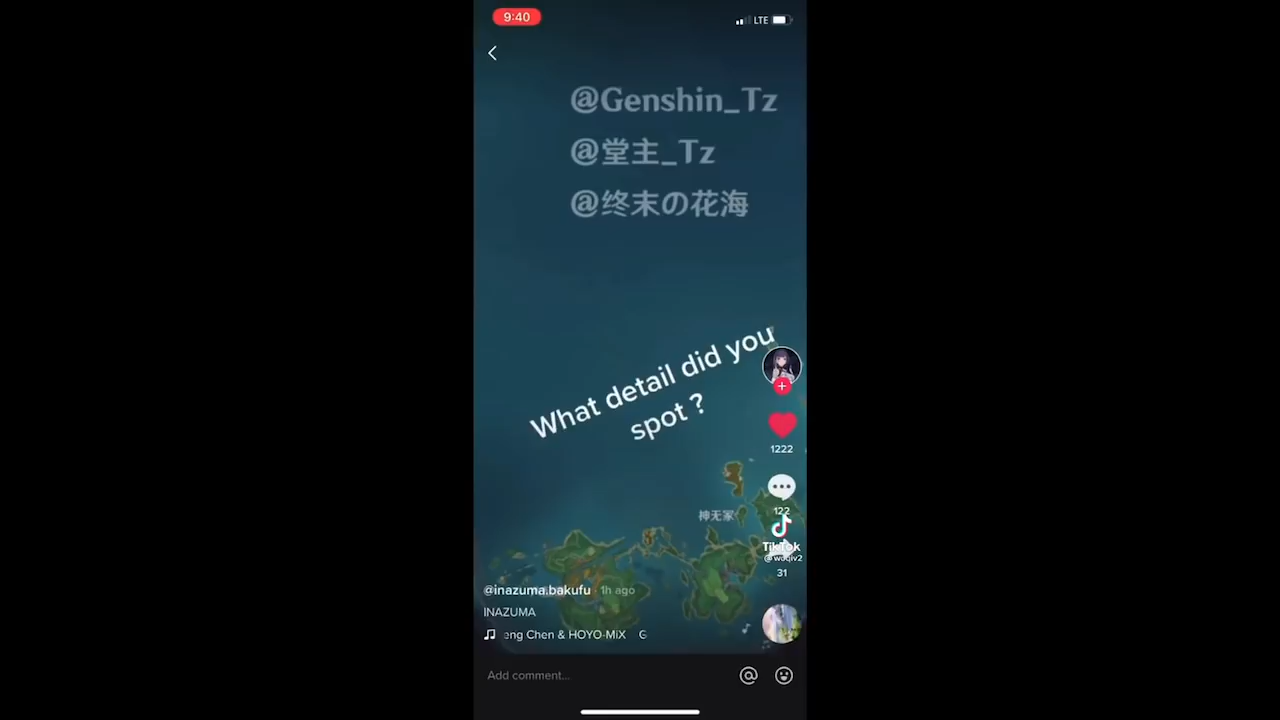 9:40
LTE
@Genshin_Tz
@堂主_Tz
@终末の花海
What detail did you
spot ?
1222
神无冢
122
TikTok
31
@inazuma.bakufu · 1h ago
INAZUMA
eng Chen & HOYO-MiX G
Add comment...